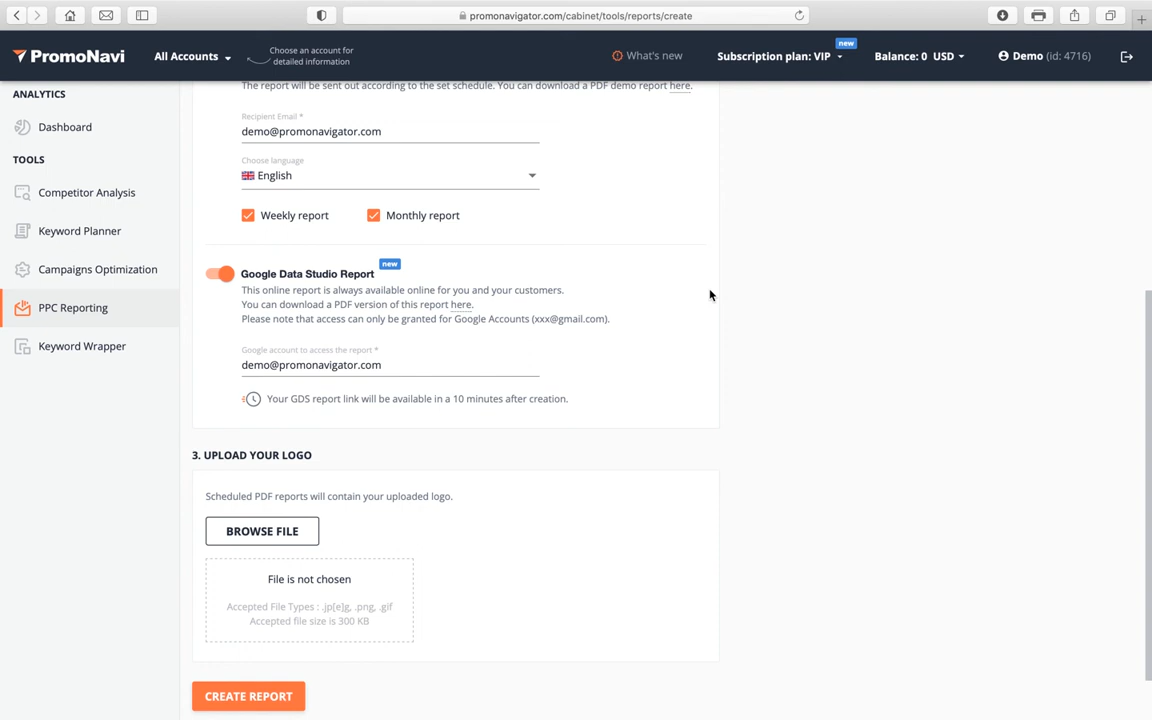 promonavigator.com/cabinet/tools/reports/create
PromoNavi
All Accounts
Choose an account for
detailed information
What's new
Subscription plan: VIP
new
Balance: 0 USD
Demo (id: 4716)
ANALYTICS
Dashboard
TOOLS
Competitor Analysis
Keyword Planner
Campaigns Optimization
PPC Reporting
Keyword Wrapper
The report will be sent out according to the set schedule. You can download a PDF demo report here.
Recipient Email *
demo@promonavigator.com
Choose language
English
Weekly report
Monthly report
Google Data Studio Report
new
This online report is always available online for you and your customers.
You can download a PDF version of this report here.
Please note that access can only be granted for Google Accounts (xxx@gmail.com).
Google account to access the report *
demo@promonavigator.com
Your GDS report link will be available in a 10 minutes after creation.
3. UPLOAD YOUR LOGO
Scheduled PDF reports will contain your uploaded logo.
BROWSE FILE
File is not chosen
Accepted File Types : .jp[e]g, .png, .gif
Accepted file size is 300 KB
CREATE REPORT